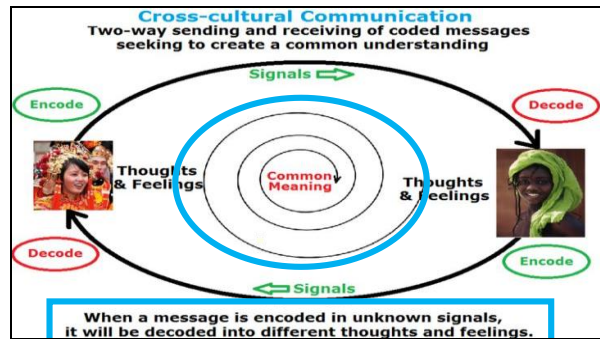 Cross-cultural Communication
Two-way sending and receiving of coded messages
seeking to create a common understanding
Signals
Encode
Decode
Thoughts
& Feelings
Common
Meaning
Thoughts
& Feelings
Decode
Encode
Signals
When a message is encoded in unknown signals,
it will be decoded into different thoughts and feelings.